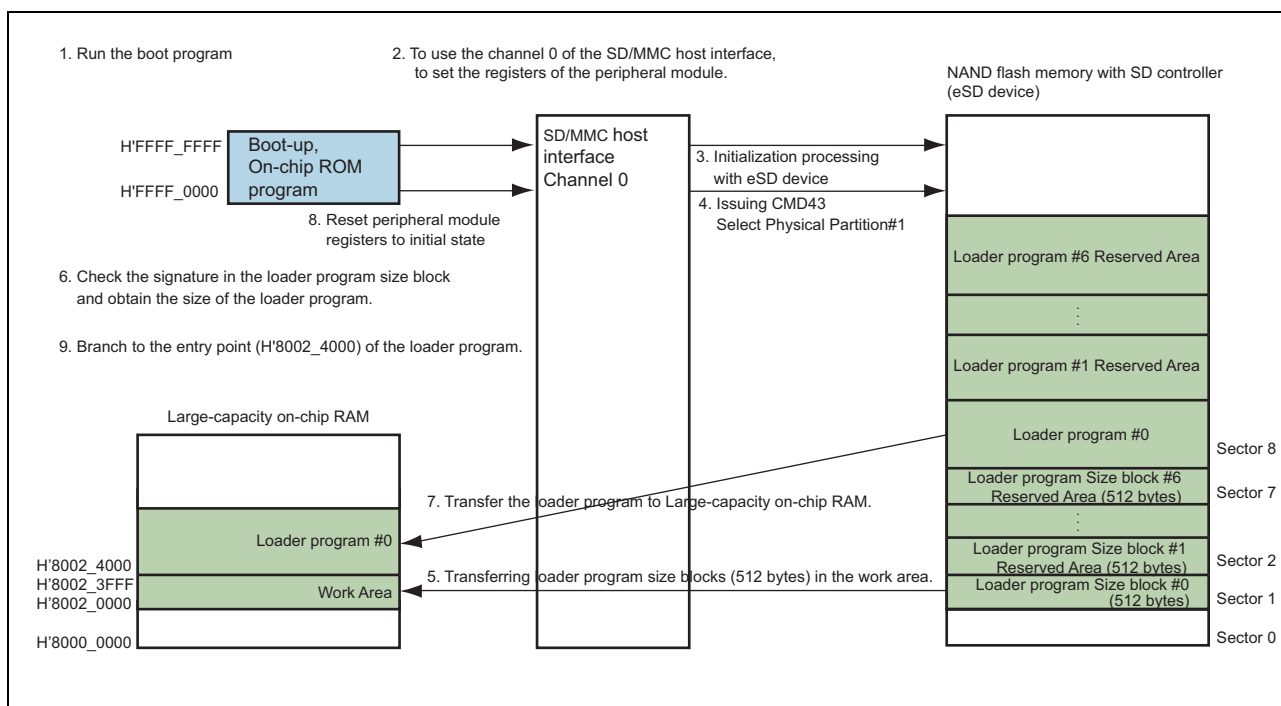 1. Run the boot program
2. To use the channel 0 of the SD/MMC host interface,
to set the registers of the peripheral module.
NAND flash memory with SD controller
(eSD device)
H'FFFF_FFFF
H'FFFF_0000
Boot-up,
On-chip ROM
program
SD/MMC host
interface
Channel 0
3. Initialization processing
with eSD device
4. Issuing CMD43
Select Physical Partition#1
8. Reset peripheral module
registers to initial state
6. Check the signature in the loader program size block
and obtain the size of the loader program.
9. Branch to the entry point (H'8002_4000) of the loader program.
Loader program #6 Reserved Area
:
Loader program #1 Reserved Area
Loader program #0
Sector 8
Loader program Size block #6
Reserved Area (512 bytes)
Sector 7
:
Loader program Size block #1
Reserved Area (512 bytes)
Sector 2
Loader program Size block #0
(512 bytes)
Sector 1
Sector 0
Large-capacity on-chip RAM
7. Transfer the loader program to Large-capacity on-chip RAM.
Loader program #0
H'8002_4000
H'8002_3FFF
5. Transferring loader program size blocks (512 bytes) in the work area.
Work Area
H'8002_0000
H'8000_0000